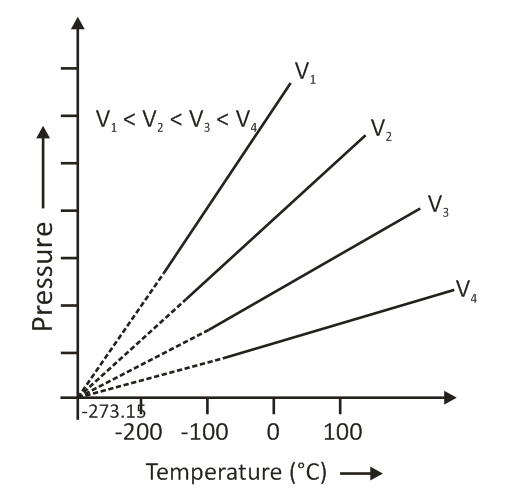 V₁
V₁ < V₂ < V₃ < V₄
V₂
V₃
V₄
Pressure
-273.15
-200 -100 0 100
Temperature (°C)